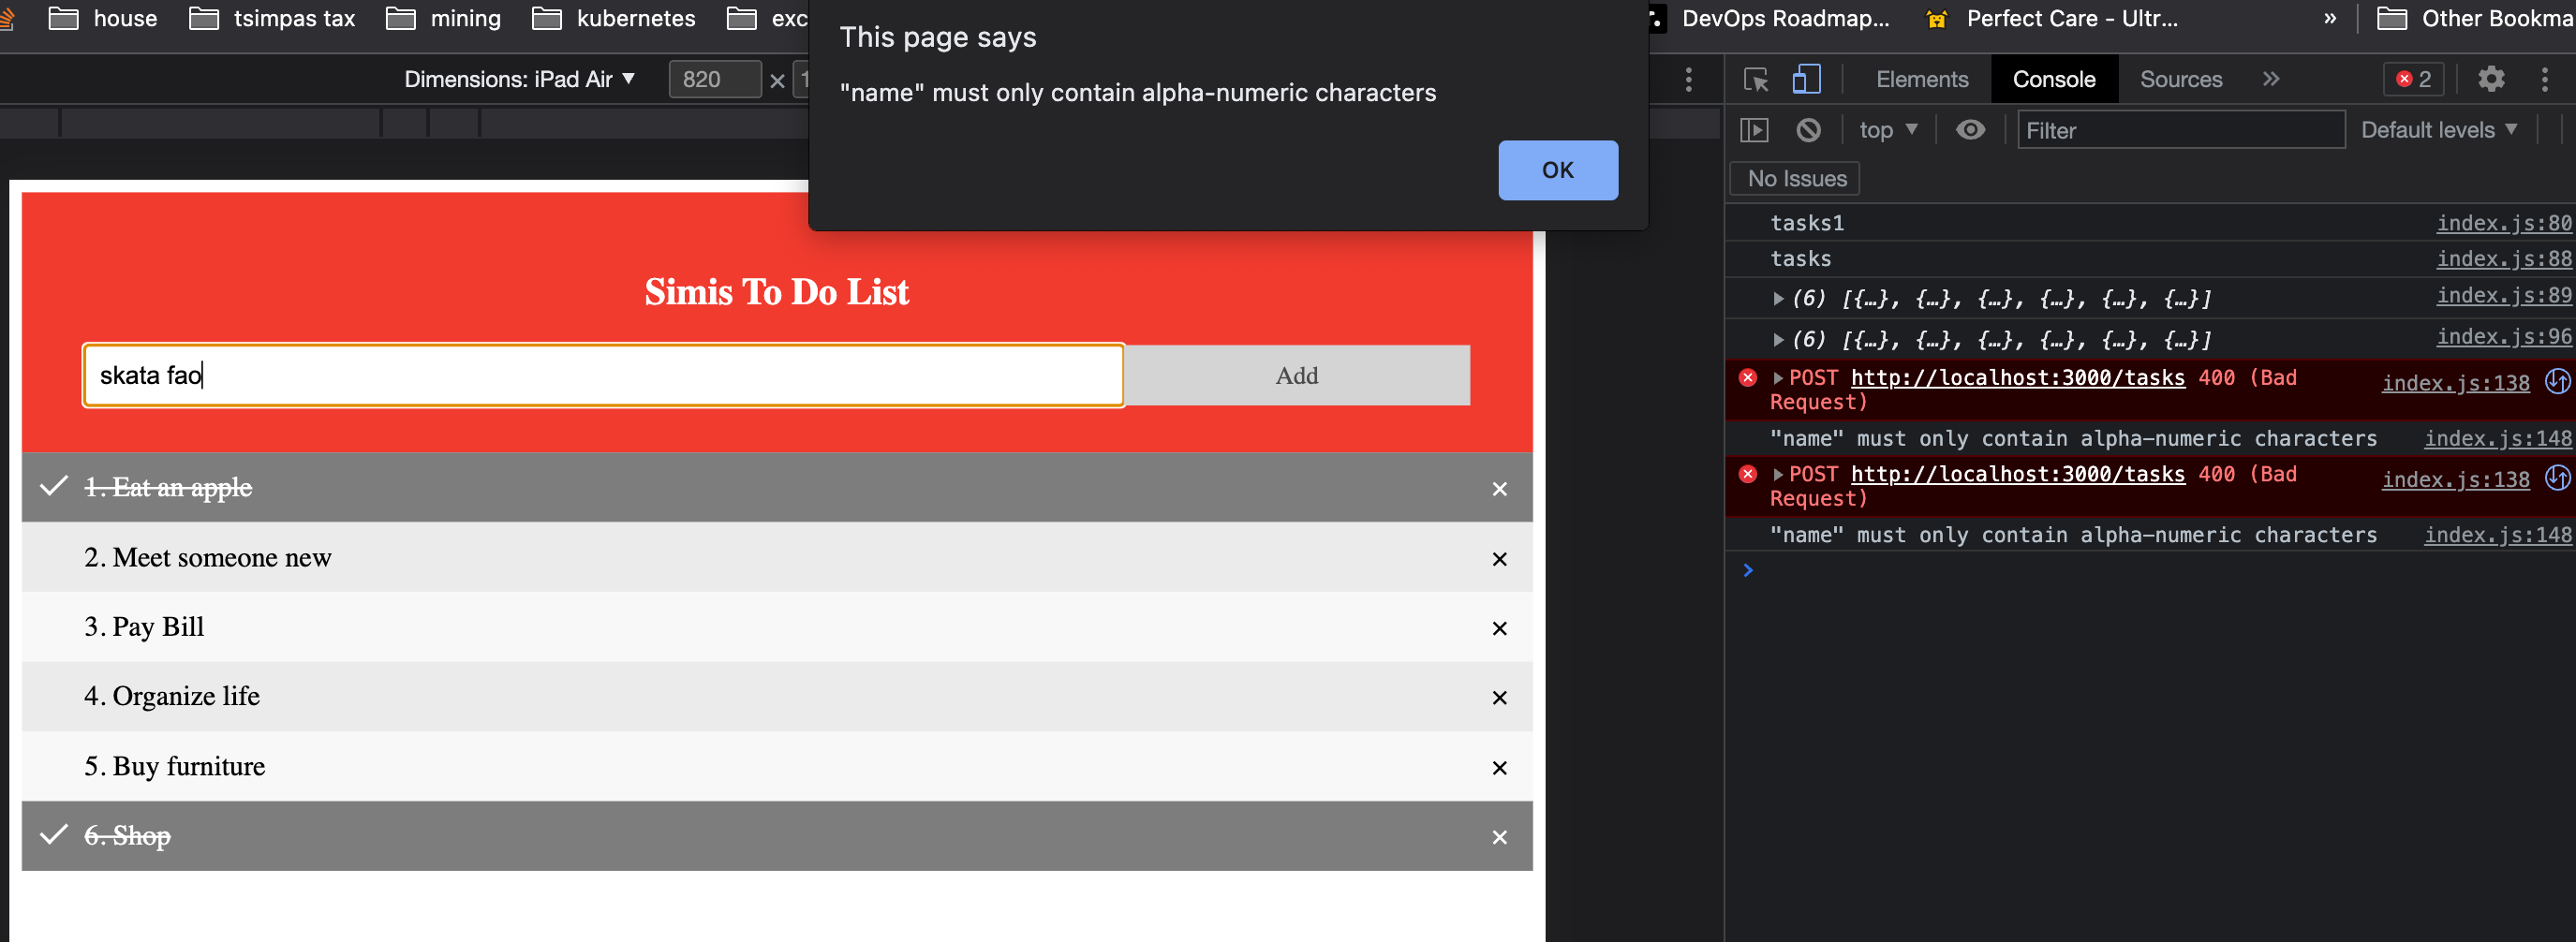 house tsimpas tax mining kubernetes exc DevOps Roadmap... Perfect Care - Ultr... » Other Bookma
This page says
"name" must only contain alpha-numeric characters
OK
Dimensions: iPad Air 820 × 1
Simis To Do List
skata fao Add
1. Eat an apple ×
2. Meet someone new ×
3. Pay Bill ×
4. Organize life ×
5. Buy furniture ×
6. Shop ×
Elements Console Sources » 2
top Filter Default levels
No Issues
tasks1 index.js:80
tasks index.js:88
(6) [{…}, {…}, {…}, {…}, {…}, {…}] index.js:89
(6) [{…}, {…}, {…}, {…}, {…}, {…}] index.js:96
POST http://localhost:3000/tasks 400 (Bad index.js:138
Request)
"name" must only contain alpha-numeric characters index.js:148
POST http://localhost:3000/tasks 400 (Bad index.js:138
Request)
"name" must only contain alpha-numeric characters index.js:148